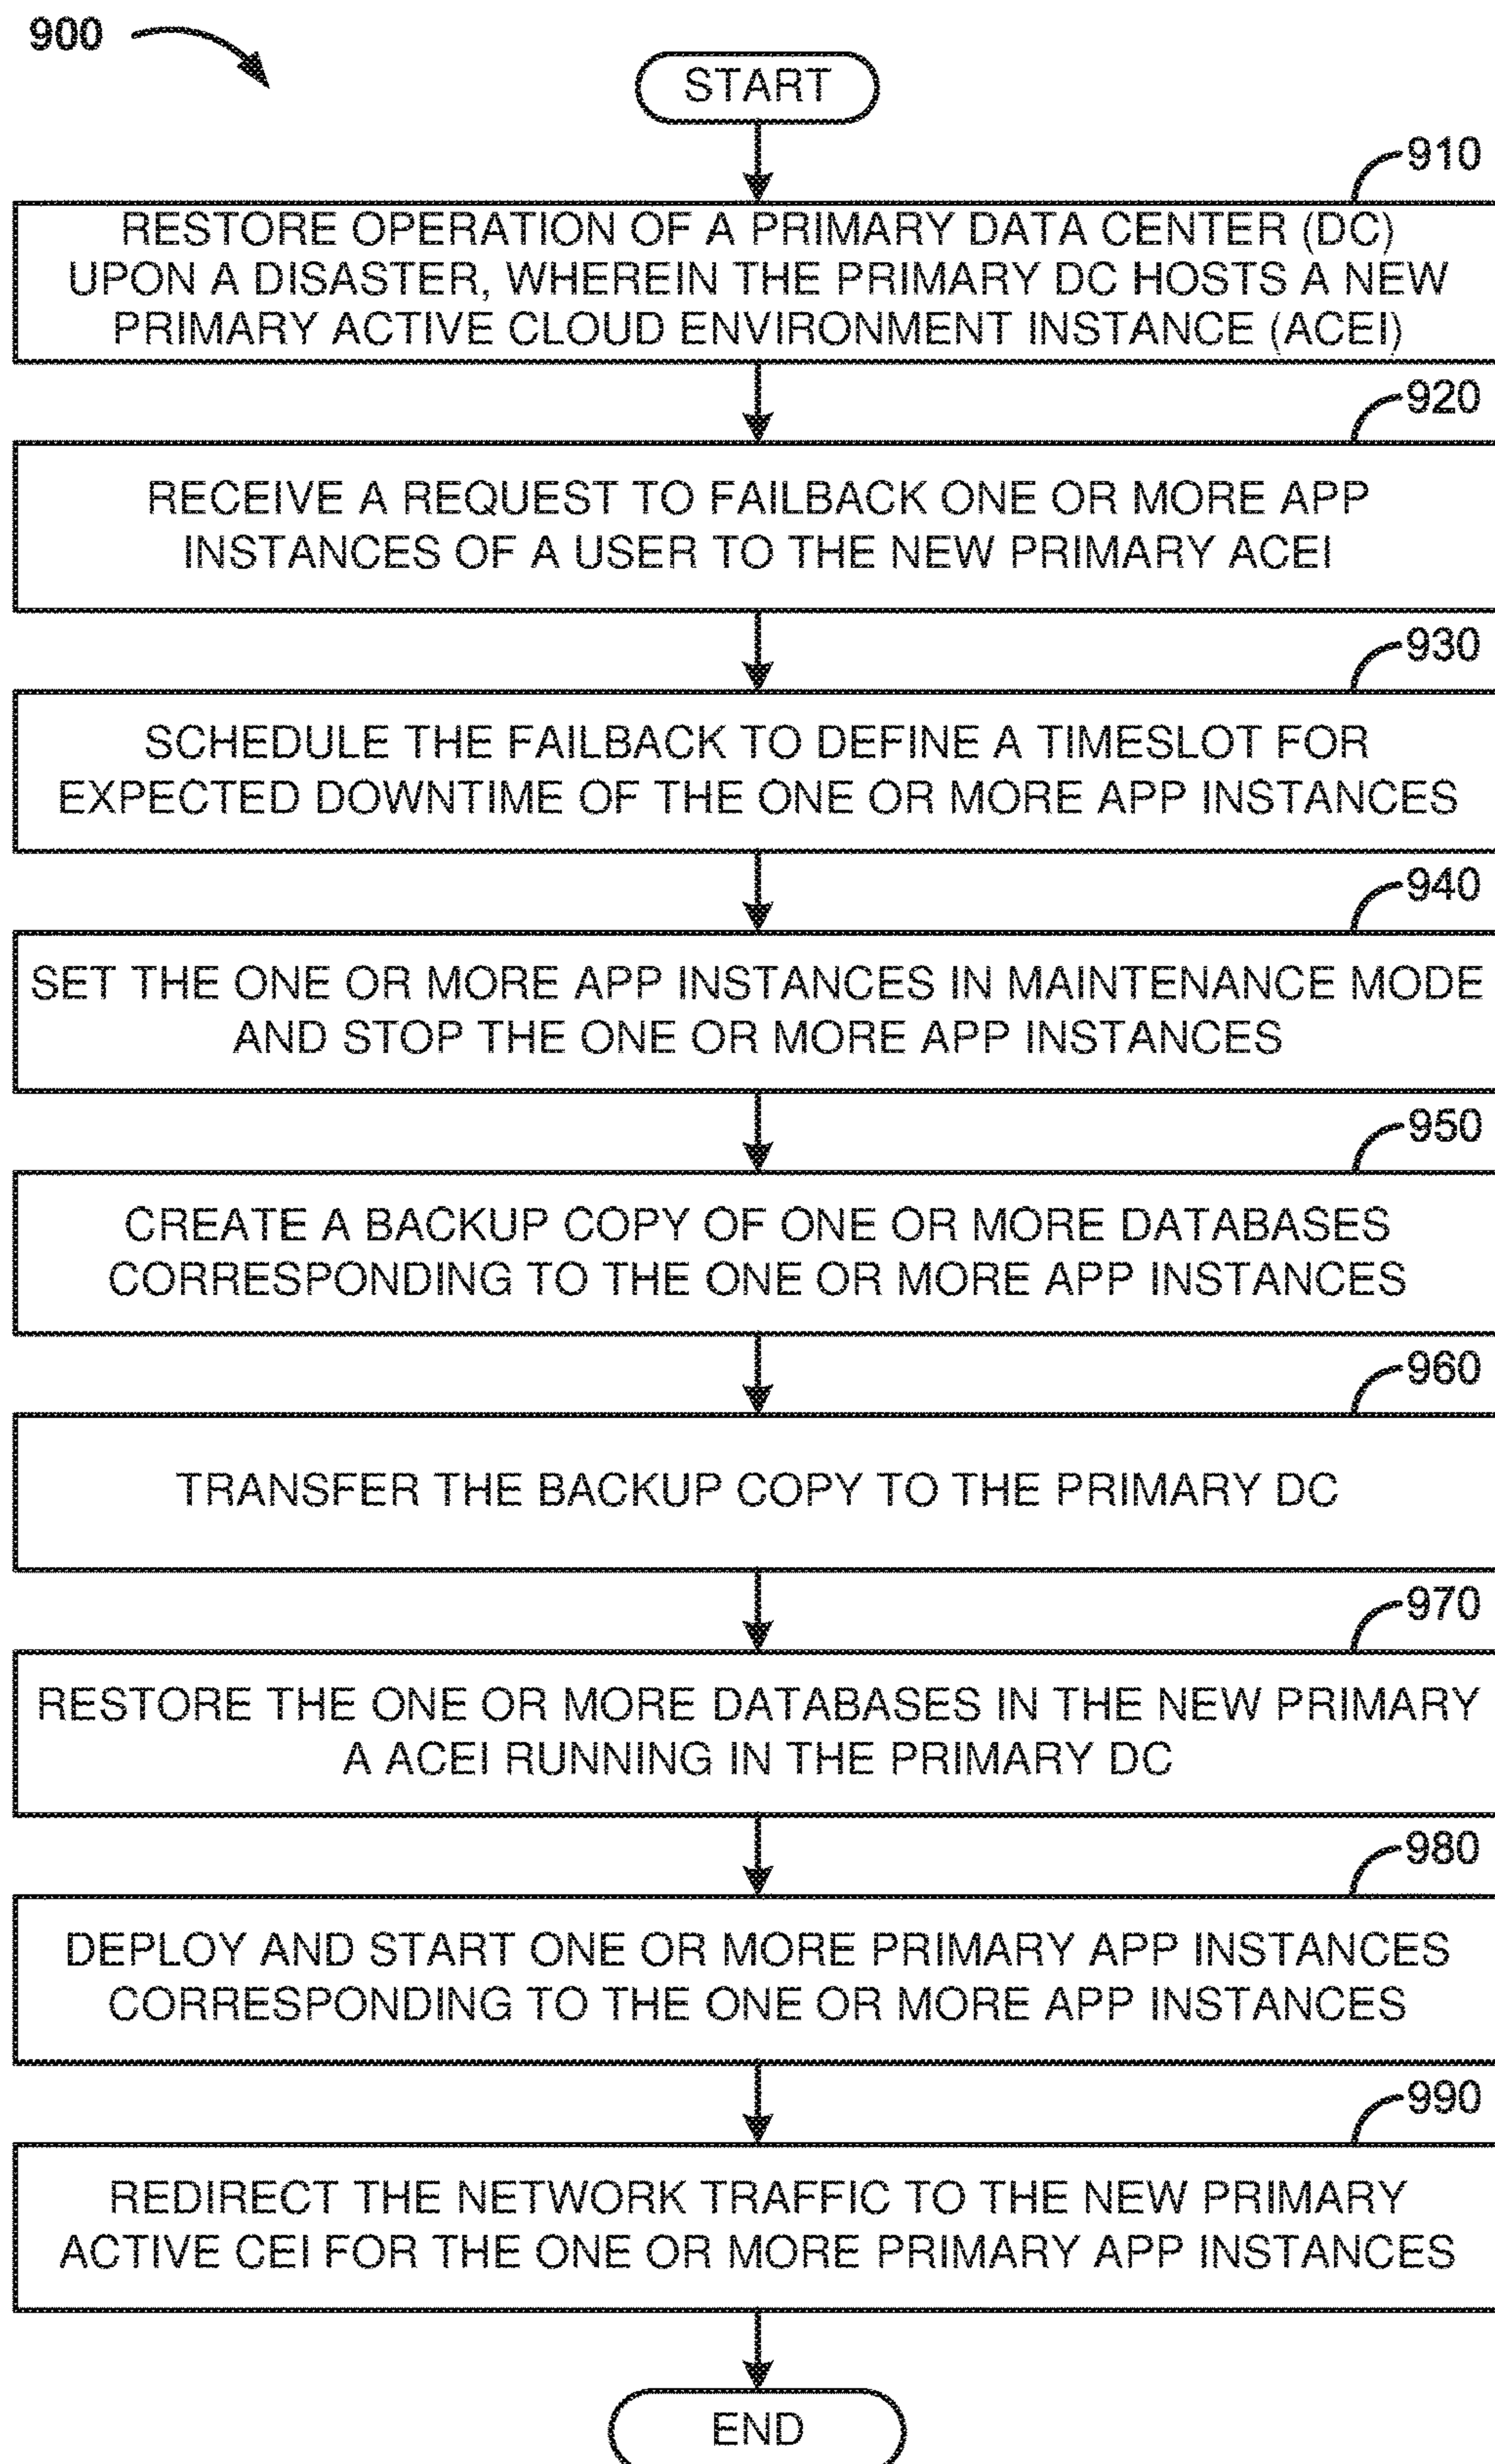 900
START
910
RESTORE OPERATION OF A PRIMARY DATA CENTER (DC)
UPON A DISASTER, WHEREIN THE PRIMARY DC HOSTS A NEW
PRIMARY ACTIVE CLOUD ENVIRONMENT INSTANCE (ACEI)
920
RECEIVE A REQUEST TO FAILBACK ONE OR MORE APP
INSTANCES OF A USER TO THE NEW PRIMARY ACEI
930
SCHEDULE THE FAILBACK TO DEFINE A TIMESLOT FOR
EXPECTED DOWNTIME OF THE ONE OR MORE APP INSTANCES
940
SET THE ONE OR MORE APP INSTANCES IN MAINTENANCE MODE
AND STOP THE ONE OR MORE APP INSTANCES
950
CREATE A BACKUP COPY OF ONE OR MORE DATABASES
CORRESPONDING TO THE ONE OR MORE APP INSTANCES
960
TRANSFER THE BACKUP COPY TO THE PRIMARY DC
970
RESTORE THE ONE OR MORE DATABASES IN THE NEW PRIMARY
A ACEI RUNNING IN THE PRIMARY DC
980
DEPLOY AND START ONE OR MORE PRIMARY APP INSTANCES
CORRESPONDING TO THE ONE OR MORE APP INSTANCES
990
REDIRECT THE NETWORK TRAFFIC TO THE NEW PRIMARY
ACTIVE CEI FOR THE ONE OR MORE PRIMARY APP INSTANCES
END